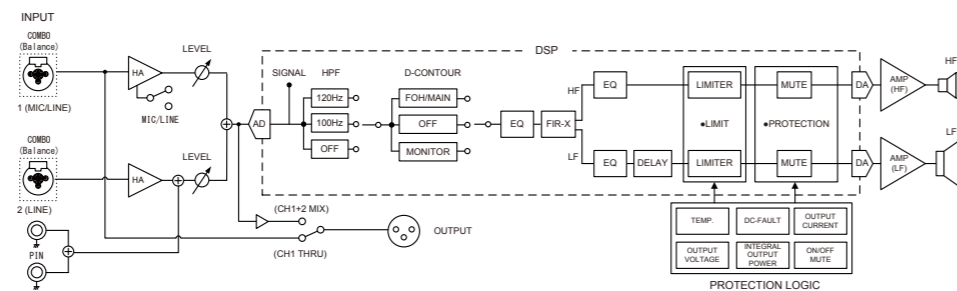 INPUT
COMBO
(Balance)
HA
LEVEL
1 (MIC/LINE)
MIC/LINE
COMBO
(Balance)
HA
LEVEL
2 (LINE)
PIN
(CH1+2 MIX)
(CH1 THRU)
OUTPUT
DSP
AD
SIGNAL
HPF
120Hz
100Hz
OFF
D-CONTOUR
FOH/MAIN
OFF
MONITOR
EQ
FIR-X
HF
EQ
LIMITER
MUTE
DA
AMP
(HF)
HF
●LIMIT
●PROTECTION
LF
EQ
DELAY
LIMITER
MUTE
DA
AMP
(LF)
LF
TEMP.
DC-FAULT
OUTPUT
CURRENT
OUTPUT
VOLTAGE
INTEGRAL
OUTPUT
POWER
ON/OFF
MUTE
PROTECTION LOGIC